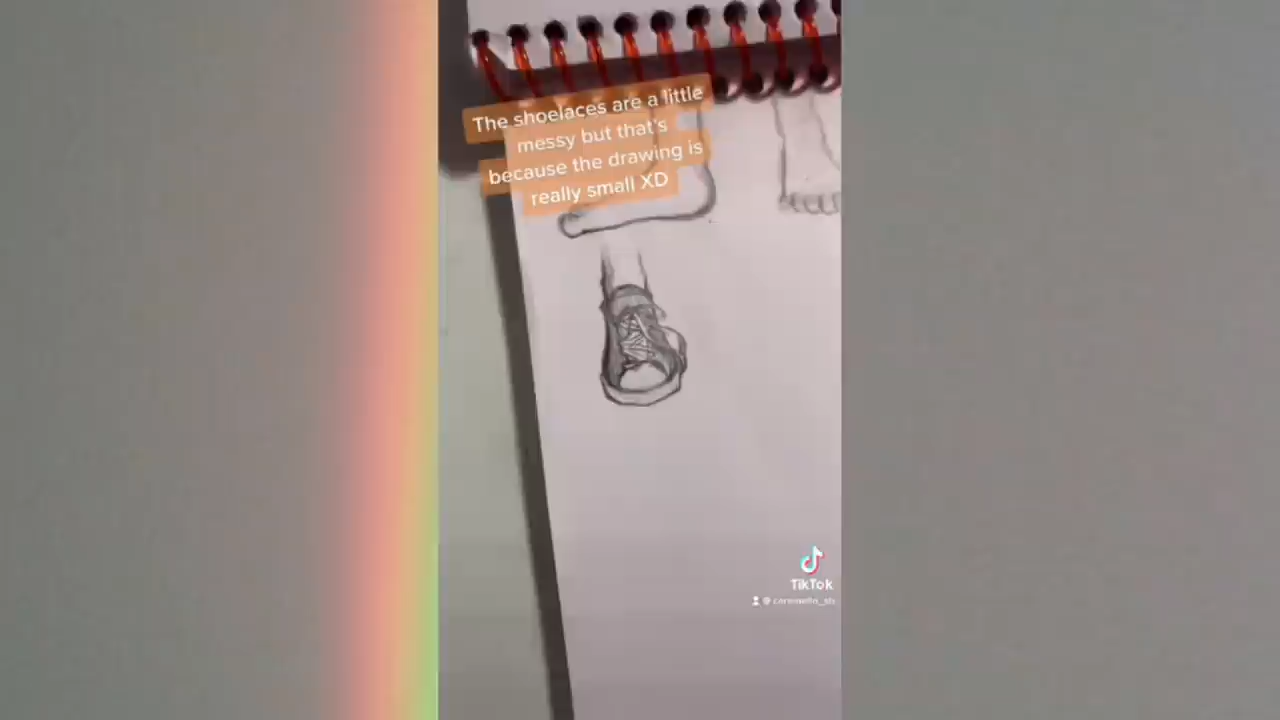 The shoelaces are a little
messy but that's
because the drawing is
really small XD
TikTok